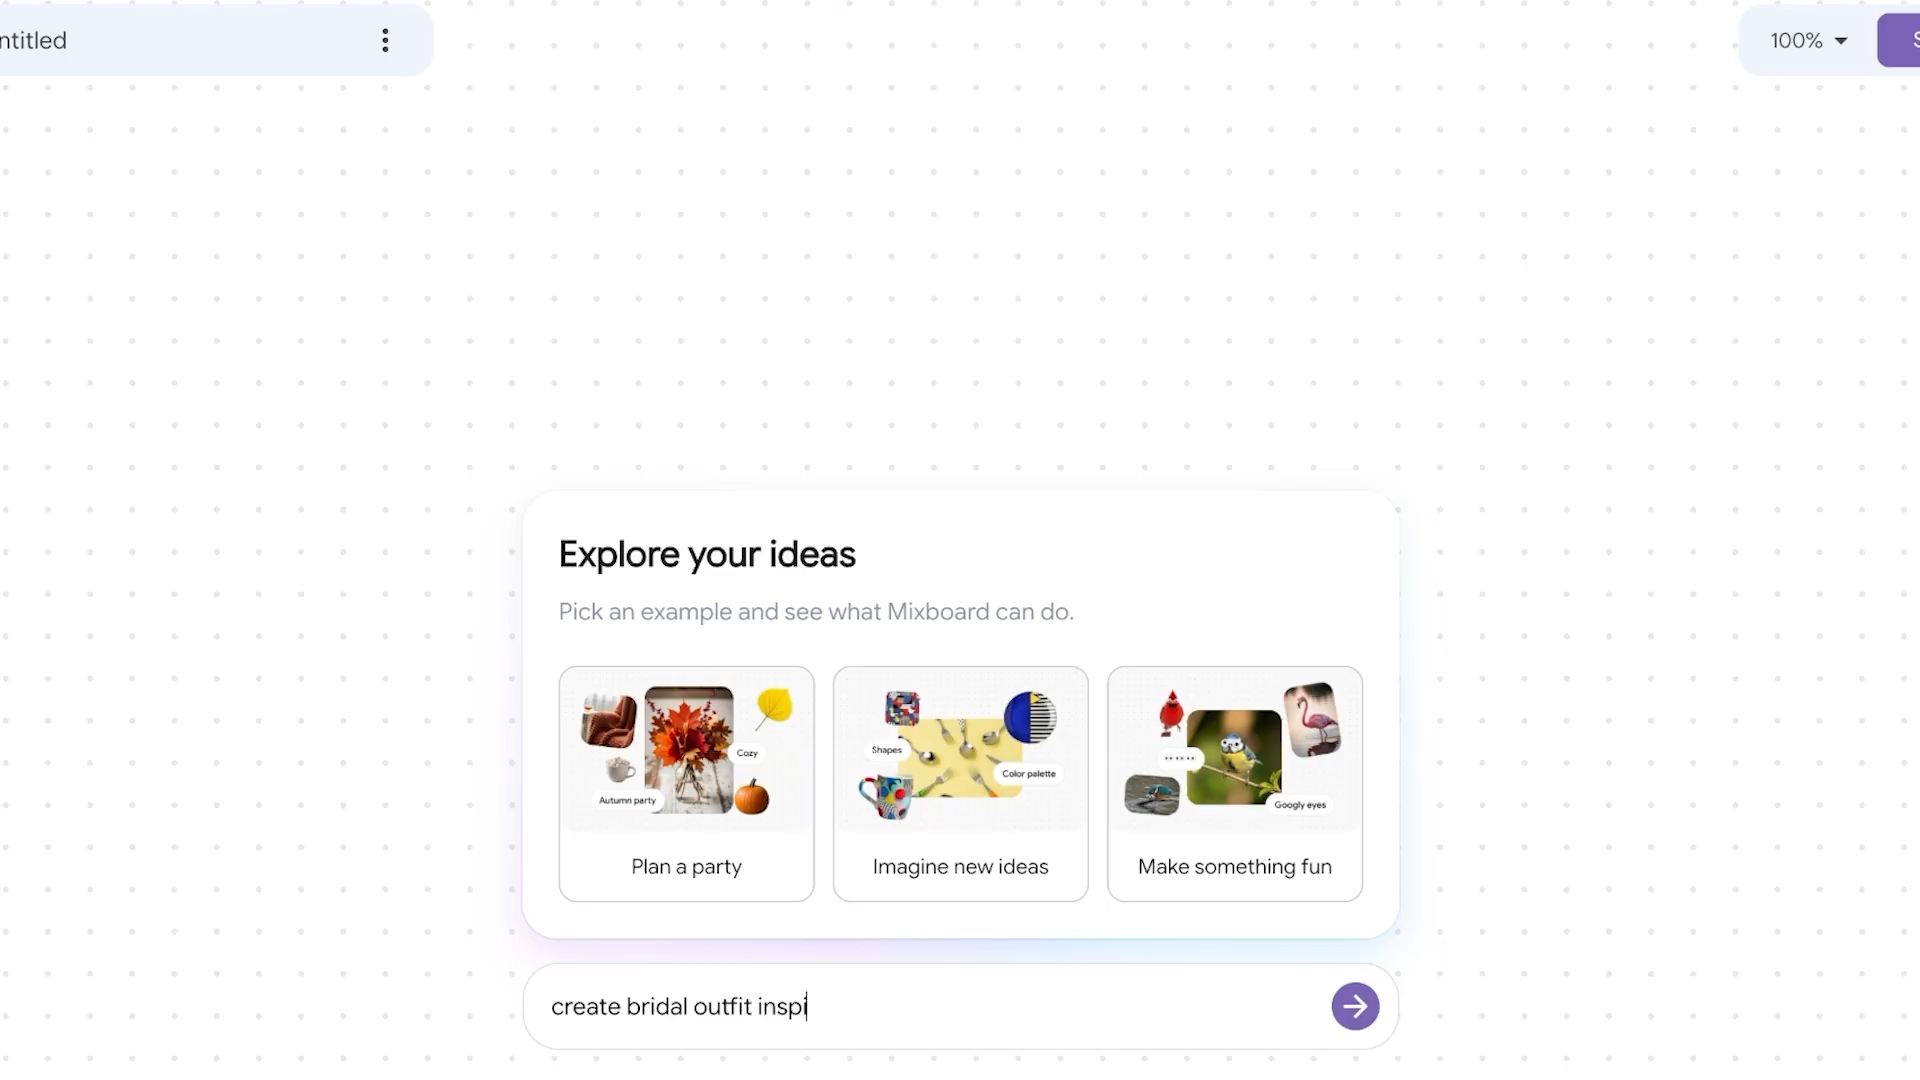 ntitled
100%
S
Explore your ideas
Pick an example and see what Mixboard can do.
Cozy
Autumn party
Plan a party
Shapes
Color palette
Imagine new ideas
Googly eyes
Make something fun
create bridal outfit inspi